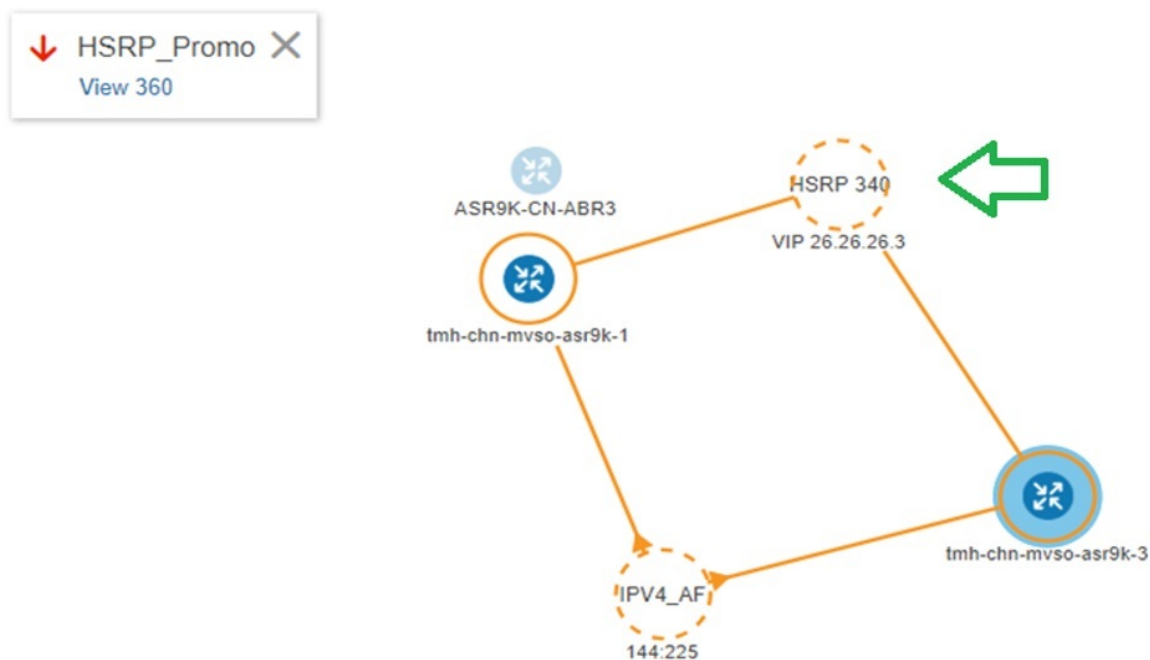 HSRP_Promo
View 360
ASR9K-CN-ABR3
HSRP 340
VIP 26.26.26.3
tmh-chn-mvso-asr9k-1
tmh-chn-mvso-asr9k-3
IPV4_AF
144:225